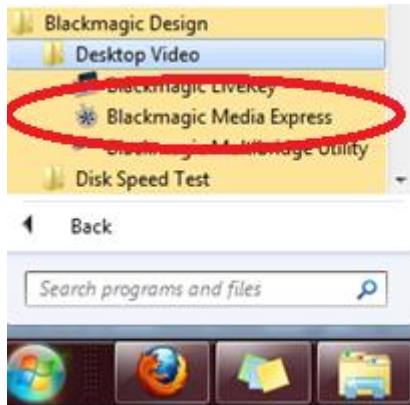 Blackmagic Design
Desktop Video
Blackmagic LiveKey
Blackmagic Media Express
Blackmagic Multibridge Utility
Disk Speed Test
Back
Search programs and files